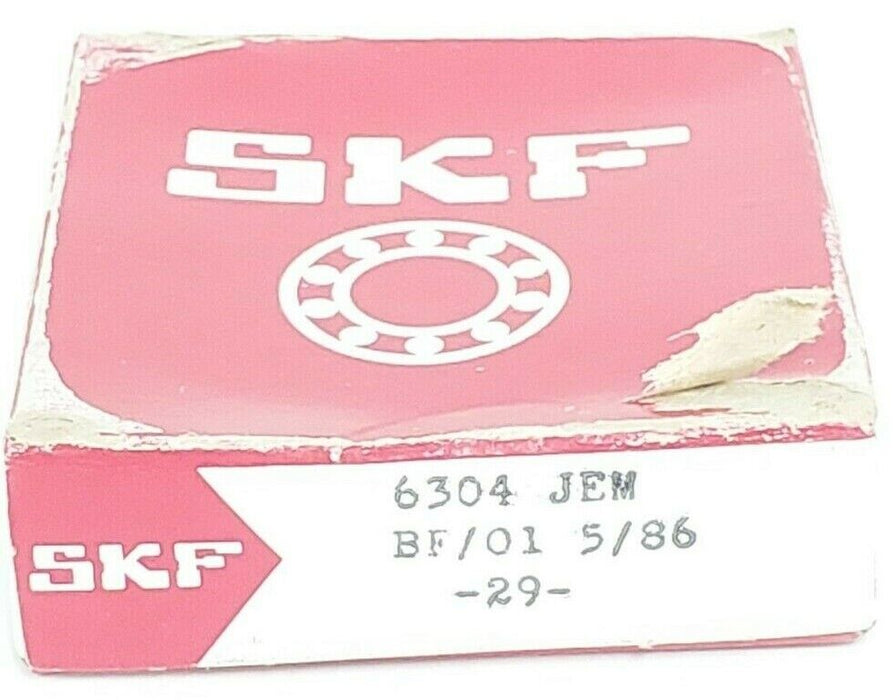 SKF
6304 JEM
BF/01 5/86
-29-
SKF